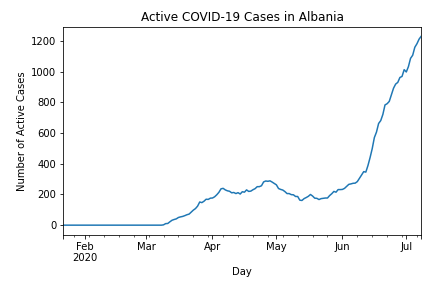 Active COVID-19 Cases in Albania
1200
1000
800
600
400
200
0
Number of Active Cases
Feb Mar Apr May Jun Jul
2020
Day